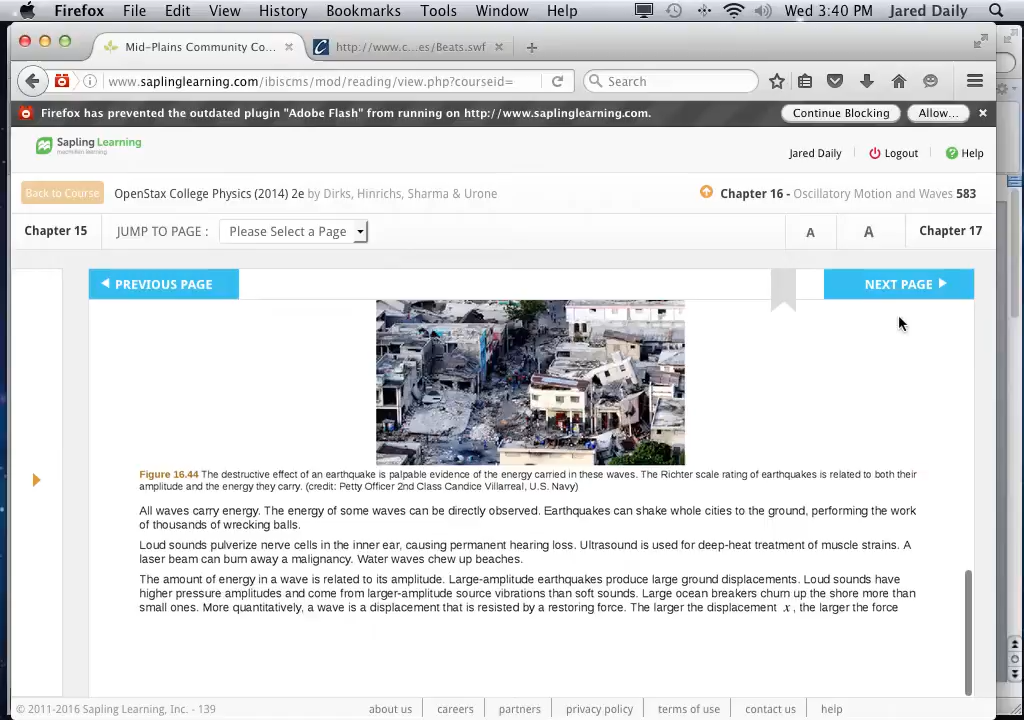 Firefox File Edit View History Bookmarks Tools Window Help Wed 3:40 PM Jared Daily
Mid-Plains Community Co... http://www.c...es/Beats.swf
www.saplinglearning.com/ibiscms/mod/reading/view.php?courseid= Search
Firefox has prevented the outdated plugin "Adobe Flash" from running on http://www.saplinglearning.com. Continue Blocking Allow...
Sapling Learning
macmillan learning
Jared Daily Logout Help
Back to Course OpenStax College Physics (2014) 2e by Dirks, Hinrichs, Sharma & Urone Chapter 16 - Oscillatory Motion and Waves 583
Chapter 15 JUMP TO PAGE : Please Select a Page A A Chapter 17
PREVIOUS PAGE NEXT PAGE
Figure 16.44 The destructive effect of an earthquake is palpable evidence of the energy carried in these waves. The Richter scale rating of earthquakes is related to both their
amplitude and the energy they carry. (credit: Petty Officer 2nd Class Candice Villarreal, U.S. Navy)
All waves carry energy. The energy of some waves can be directly observed. Earthquakes can shake whole cities to the ground, performing the work
of thousands of wrecking balls.
Loud sounds pulverize nerve cells in the inner ear, causing permanent hearing loss. Ultrasound is used for deep-heat treatment of muscle strains. A
laser beam can burn away a malignancy. Water waves chew up beaches.
The amount of energy in a wave is related to its amplitude. Large-amplitude earthquakes produce large ground displacements. Loud sounds have
higher pressure amplitudes and come from larger-amplitude source vibrations than soft sounds. Large ocean breakers churn up the shore more than
small ones. More quantitatively, a wave is a displacement that is resisted by a restoring force. The larger the displacement x, the larger the force
© 2011-2016 Sapling Learning, Inc. - 139 about us careers partners privacy policy terms of use contact us help